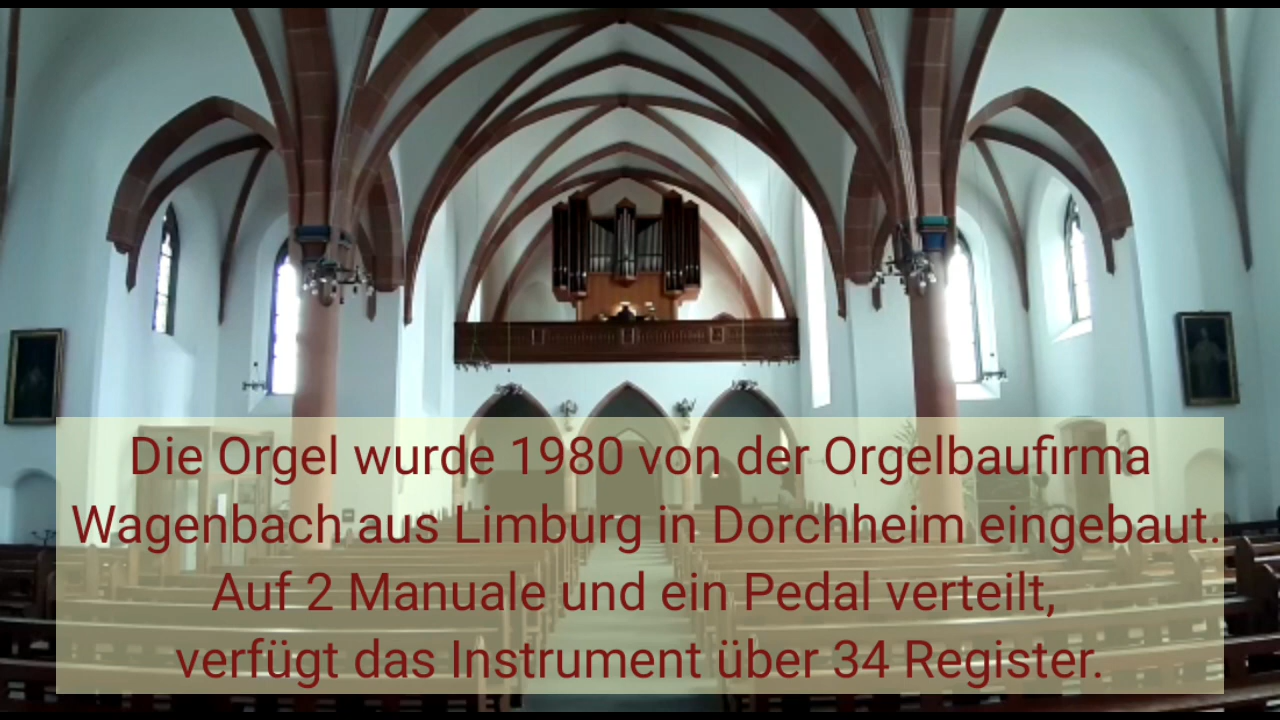 Die Orgel wurde 1980 von der Orgelbaufirma
Wagenbach aus Limburg in Dorchheim eingebaut.
Auf 2 Manuale und ein Pedal verteilt,
verfügt das Instrument über 34 Register.